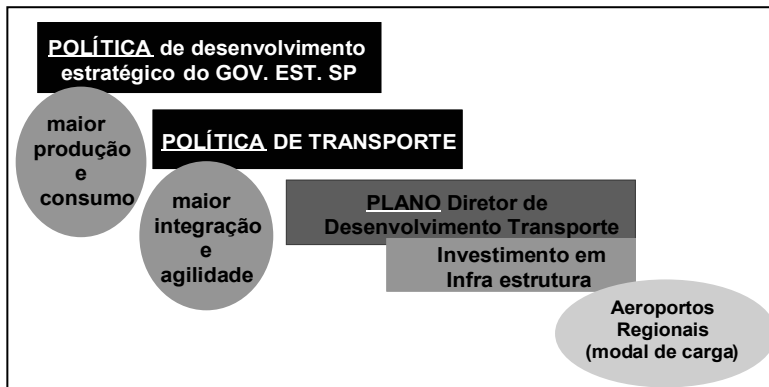 POLÍTICA de desenvolvimento
estratégico do GOV. EST. SP
maior
produção
e
consumo
POLÍTICA DE TRANSPORTE
maior
integração
e
agilidade
PLANO Diretor de
Desenvolvimento Transporte
Investimento em
Infra estrutura
Aeroportos
Regionais
(modal de carga)